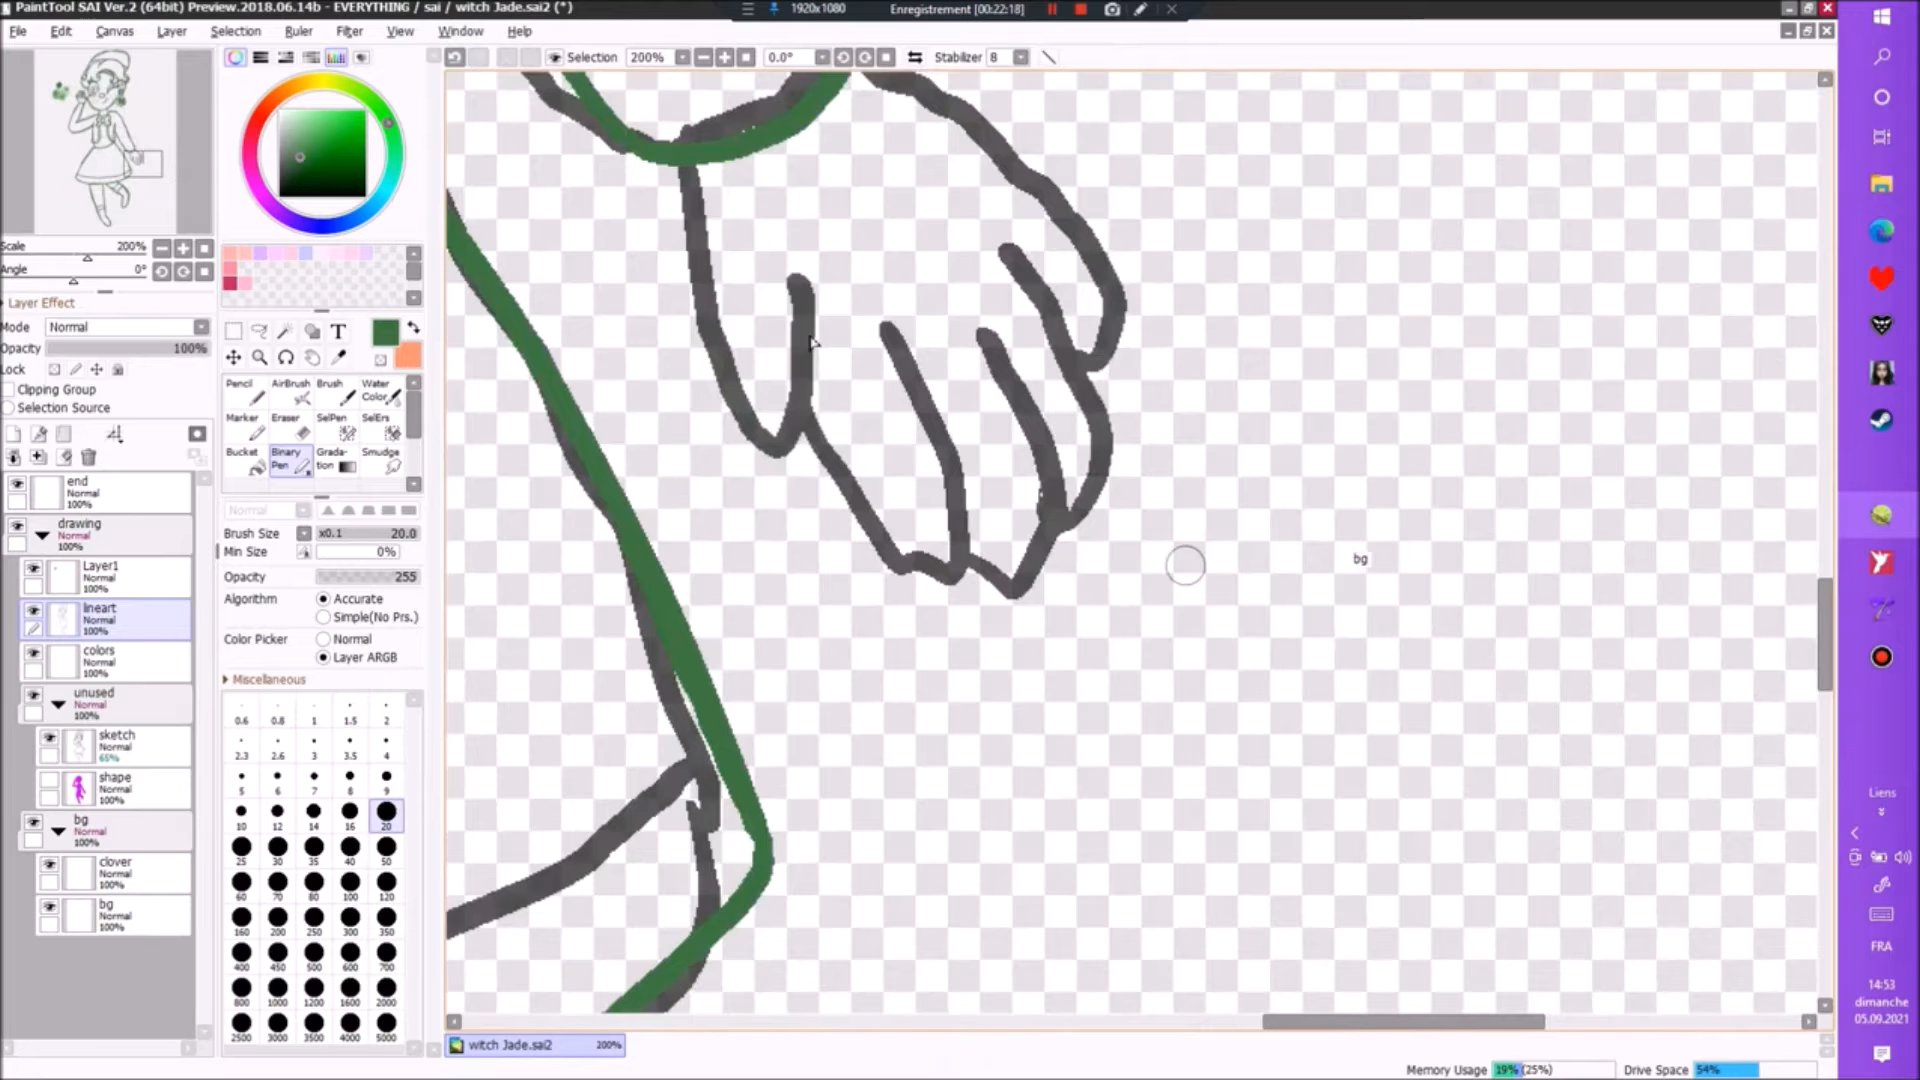 PaintTool SAI Ver.2 (64bit) Preview.2018.06.14b - EVERYTHING / sai / witch Jade.sai2 (*)
1920x1080
Enregistrement [00:22:18]
File Edit Canvas Layer Selection Ruler Filter View Window Help
Selection 200% 0.0° Stabilizer 8
Scale 200%
Angle 0°
Layer Effect
Mode Normal
Opacity 100%
Lock
Clipping Group
Selection Source
end
Normal
100%
drawing
Normal
100%
Layer1
Normal
100%
lineart
Normal
100%
colors
Normal
100%
unused
Normal
100%
sketch
Normal
65%
shape
Normal
100%
bg
Normal
100%
clover
Normal
100%
bg
Normal
100%
T
Pencil AirBrush Brush Water Color
Marker Eraser SelPen SelErs
Bucket Binary Pen Grada-tion Smudge
Normal
Brush Size x0.1 20.0
Min Size 0%
Opacity 255
Algorithm Accurate
Simple(No Prs.)
Color Picker Normal
Layer ARGB
Miscellaneous
0.6 0.8 1 1.5 2
2.3 2.6 3 3.5 4
5 6 7 8 9
10 12 14 16 20
25 30 35 40 50
60 70 80 100 120
160 200 250 300 350
400 450 500 600 700
800 1000 1200 1600 2000
2500 3000 3500 4000 5000
bg
witch Jade.sai2 200%
Memory Usage 19% (25%) Drive Space 54%
Liens
FRA
14:53
dimanche
05.09.2021